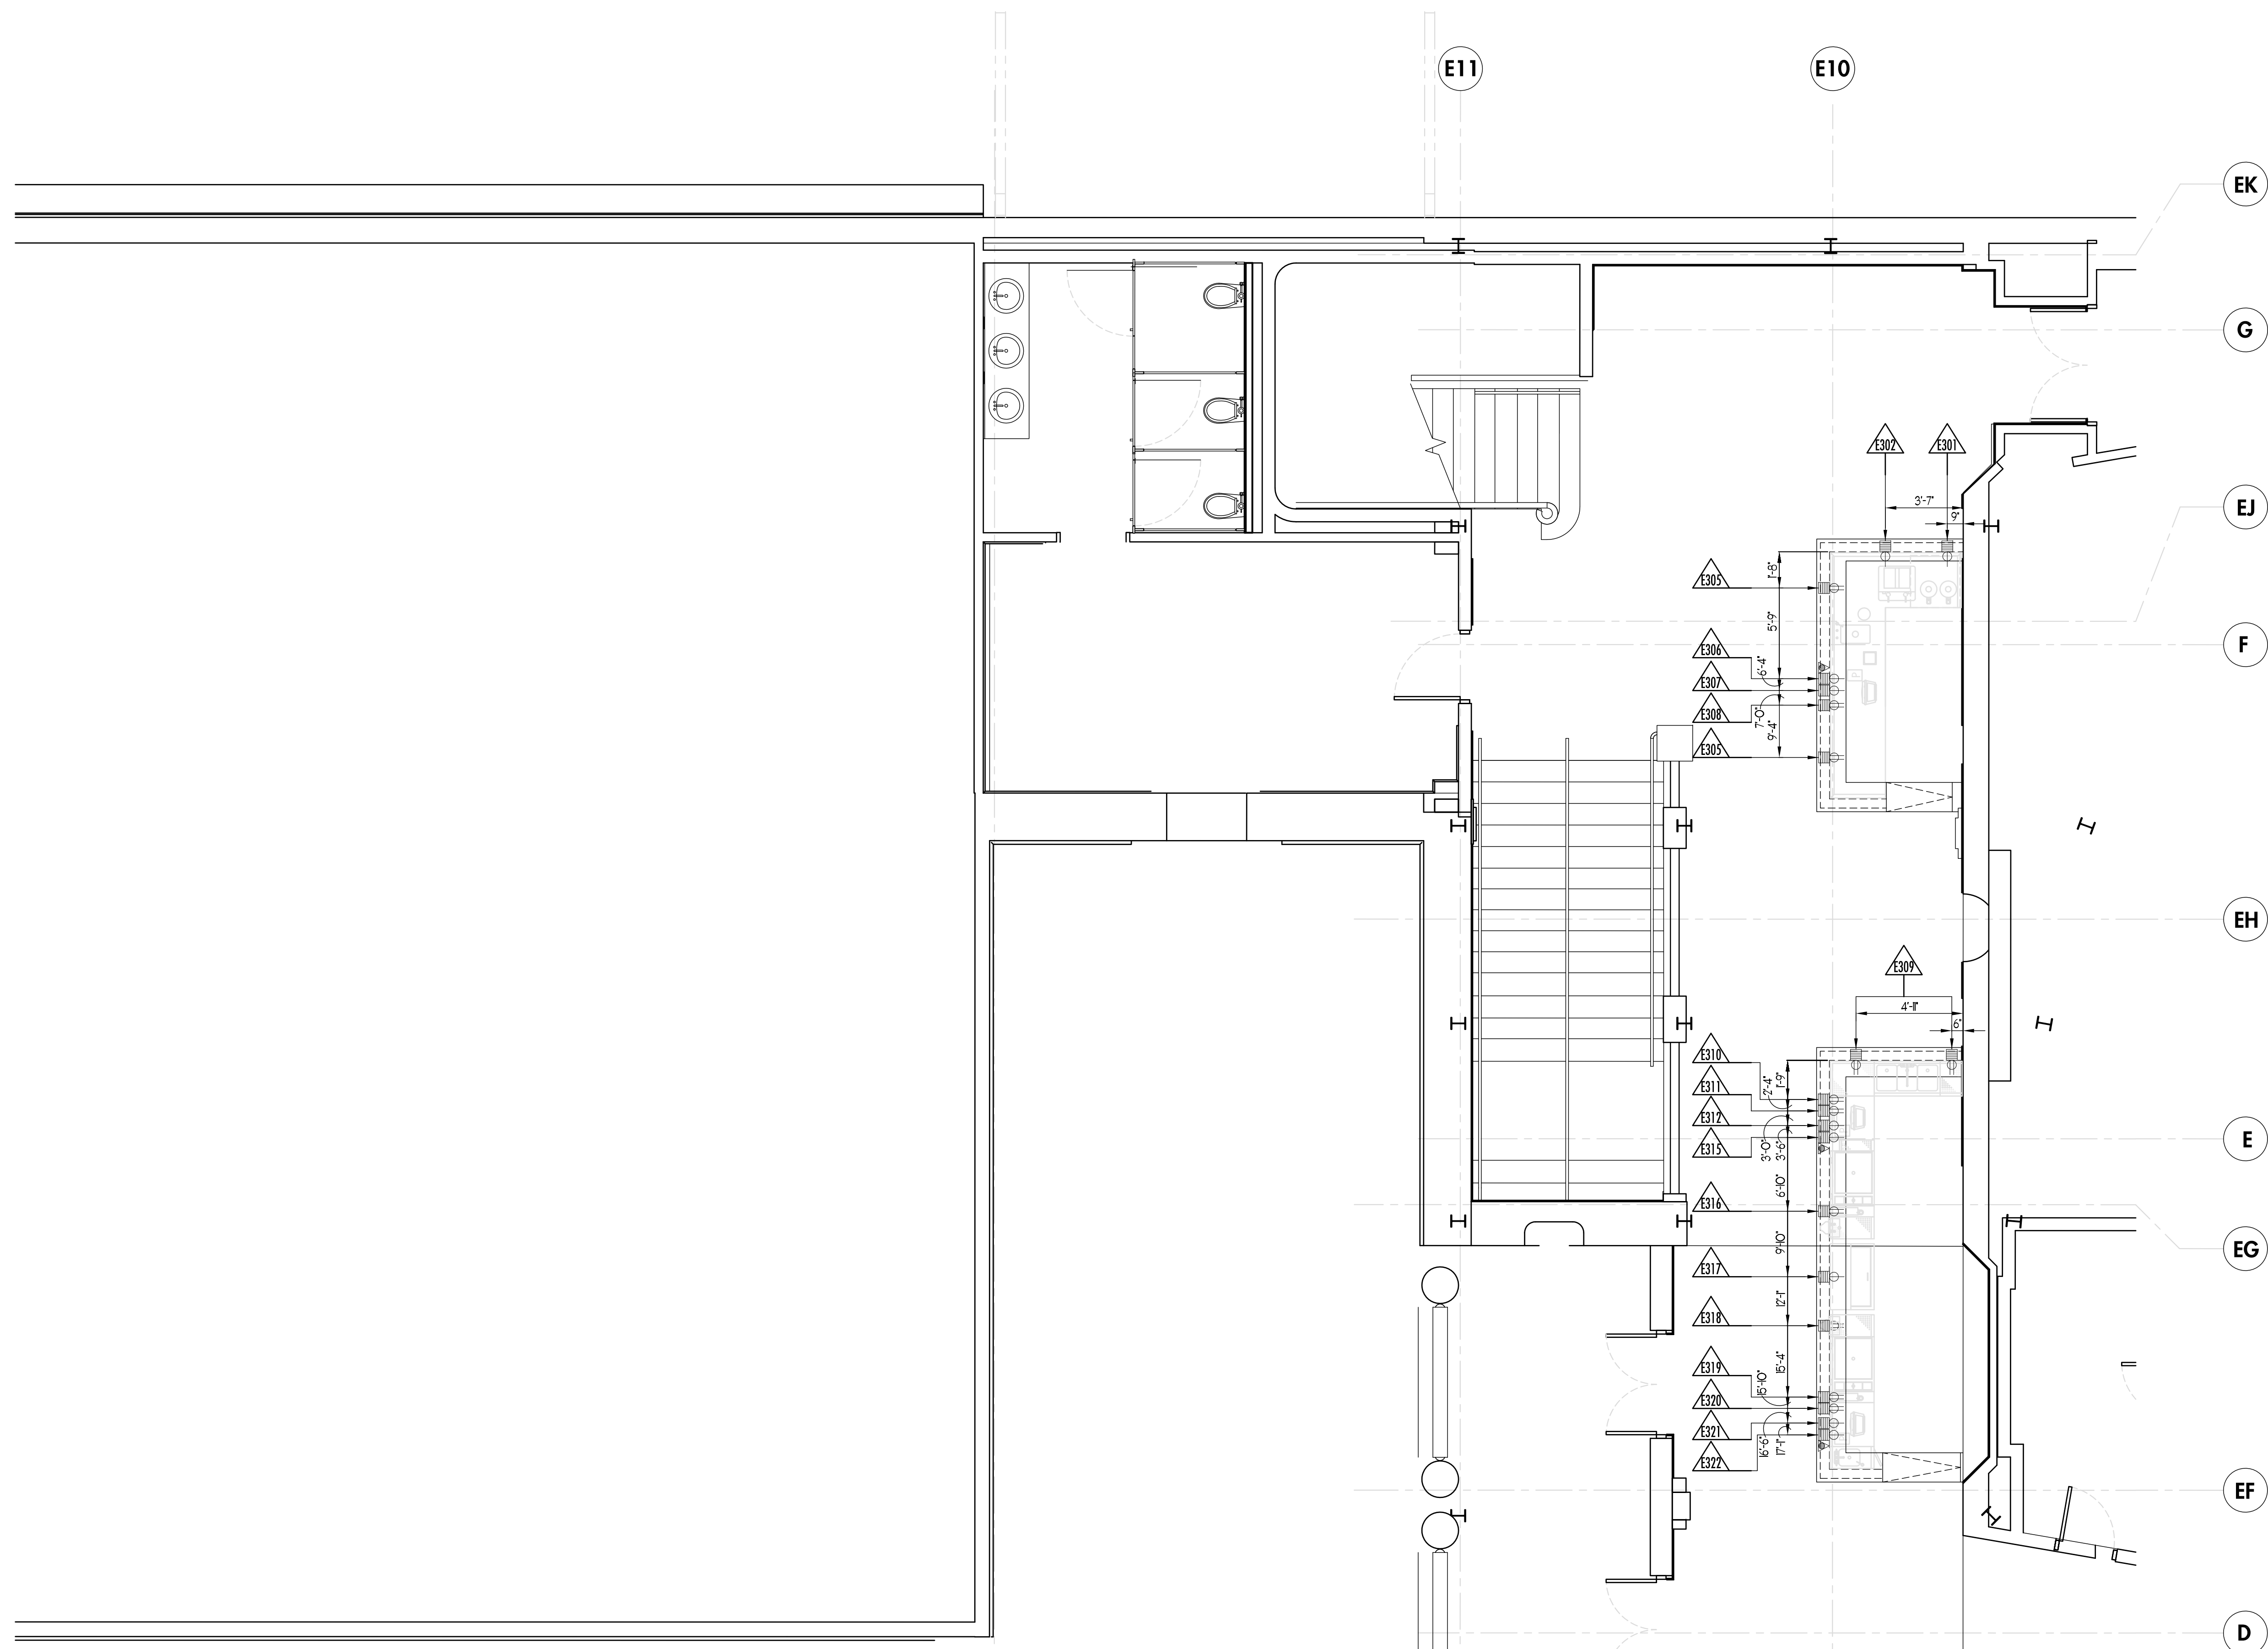 E11
E10
EK
G
E302
E301
3'-7"
EJ
9"
E305
1'-8"
5'-9"
F
E306
6'-4"
E307
E308
7'-0"
9'-4"
E305
EH
E309
4'-11"
6"
E310
1'-9"
2'-4"
E311
E312
E
E315
3'-0"
3'-6"
6'-10"
E316
9'-10"
EG
E317
12'-1"
E318
15'-4"
E319
15'-10"
E320
E321
16'-6"
17'-1"
E322
EF
D